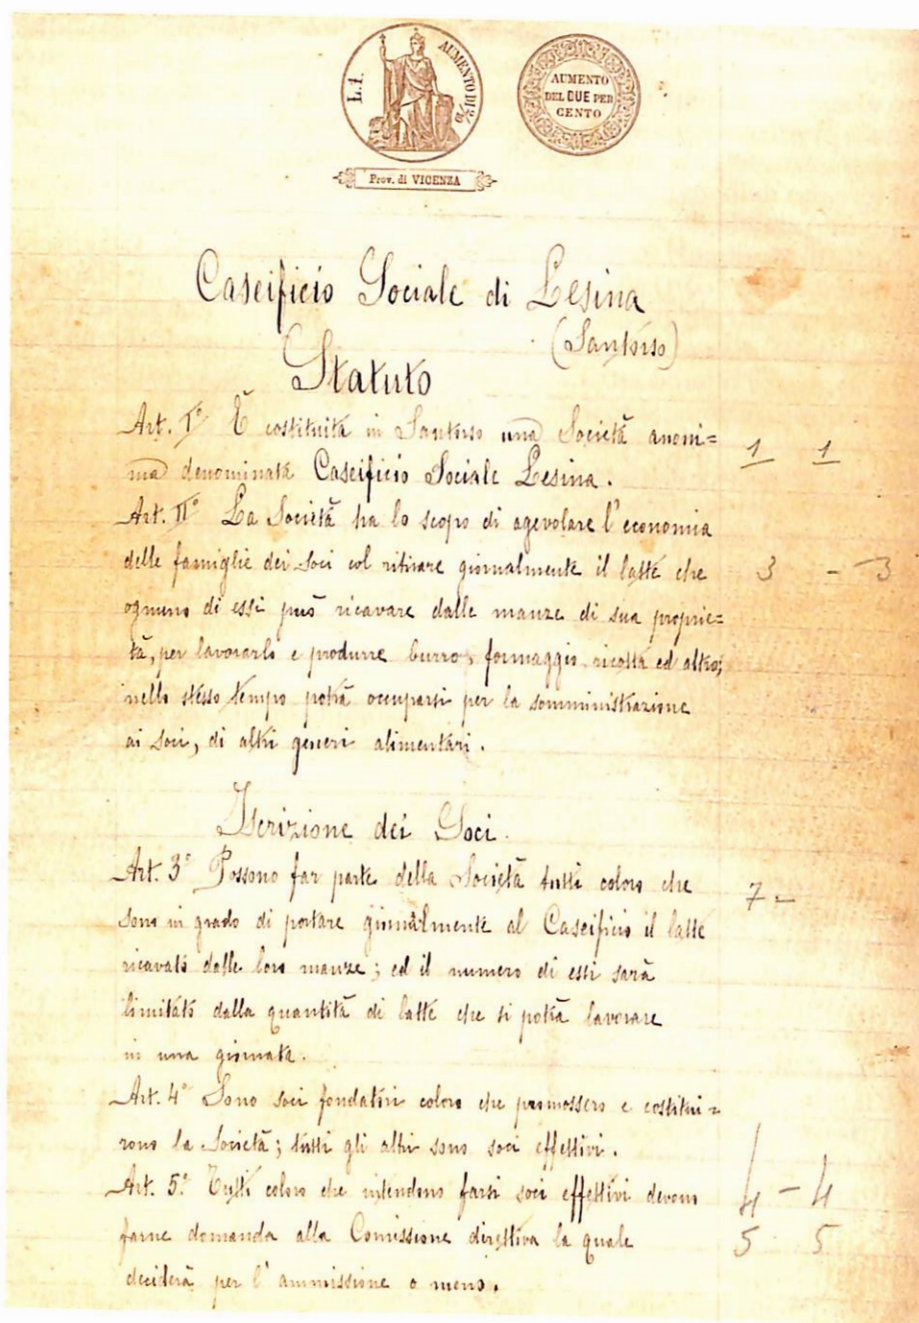 L. 1.
AUMENTO DI 2/10
AUMENTO
DEL DUE PER
CENTO
Prov. di VICENZA
Caseificio Sociale di Lesina
(Santorso)
Statuto
Art. I° È costituita in Santorso una Società anoni=
ma denominata Caseificio Sociale Lesina.
1 1
Art. II° La Società ha lo scopo di agevolare l'economia
delle famiglie dei soci col ritirare giornalmente il latte che
3 - 3
ognuno di essi può ricavare dalle manze di sua proprie=
tà, per lavorarlo e produrre burro, formaggio, ricotta ed altro;
nello stesso tempo potrà occuparsi per la somministrazione
ai soci, di altri generi alimentari.
Iscrizione dei Soci.
Art. 3° Possono far parte della Società tutti coloro che
7 -
sono in grado di portare giornalmente al Caseificio il latte
ricavato dalle loro manze; ed il numero di essi sarà
limitato dalla quantità di latte che si potrà lavorare
in una giornata.
Art. 4° Sono soci fondatori coloro che promossero e costitui=
rono la Società; tutti gli altri sono soci effettivi.
4 - 4
Art. 5° Tutti coloro che intendono farsi soci effettivi devono
farne domanda alla Comissione direttiva la quale
5 5
deciderà per l'ammissione o meno.